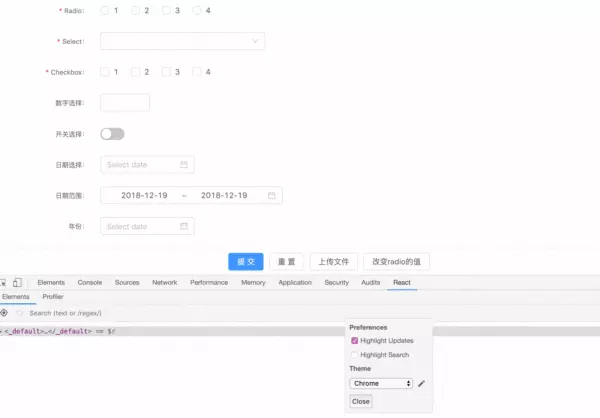 * Radio: 1 2 3 4
* Select:
* Checkbox: 1 2 3 4
数字选择:
开关选择:
日期选择: Select date
日期范围: 2018-12-19 ~ 2018-12-19
年份: Select date
提 交 重 置 上传文件 改变radio的值
Elements Console Sources Network Performance Memory Application Security Audits React
Elements Profiler
Search (text or /regex/)
<_default>…</_default> == $r
Preferences
Highlight Updates
Highlight Search
Theme
Chrome
Close